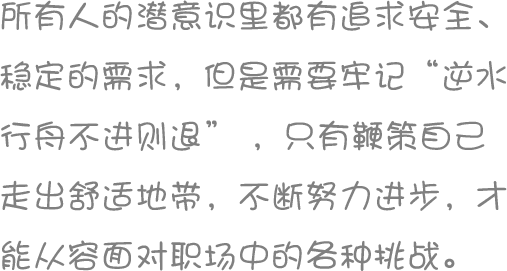 所有人的潜意识里都有追求安全、
稳定的需求，但是需要牢记“逆水
行舟不进则退”，只有鞭策自己
走出舒适地带，不断努力进步，才
能从容面对职场中的各种挑战。